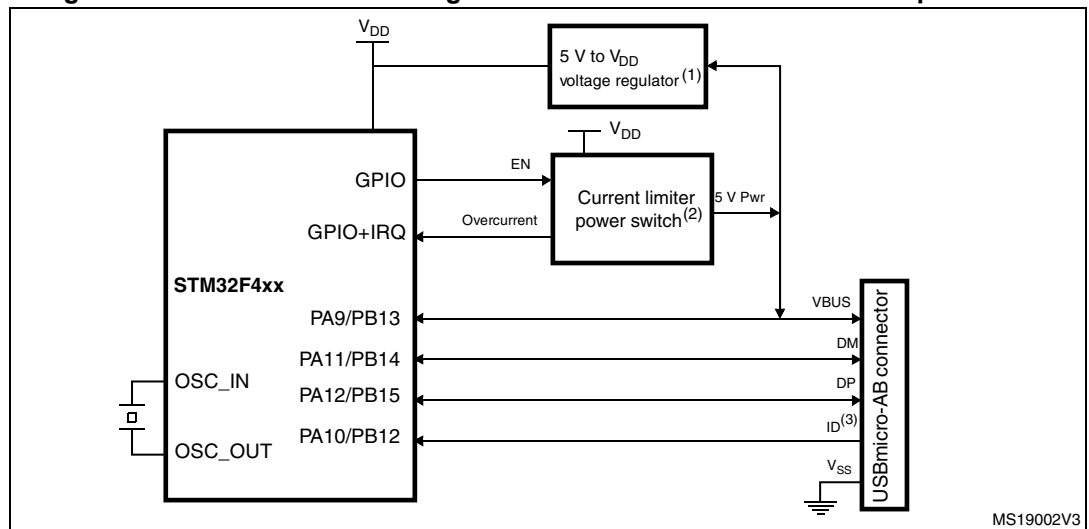 V_DD
5 V to V_DD
voltage regulator(1)
V_DD
GPIO
EN
Current limiter
power switch(2)
5 V Pwr
GPIO+IRQ
Overcurrent
STM32F4xx
PA9/PB13
VBUS
PA11/PB14
DM
OSC_IN
PA12/PB15
DP
PA10/PB12
ID(3)
OSC_OUT
V_SS
USBmicro-AB connector
MS19002V3